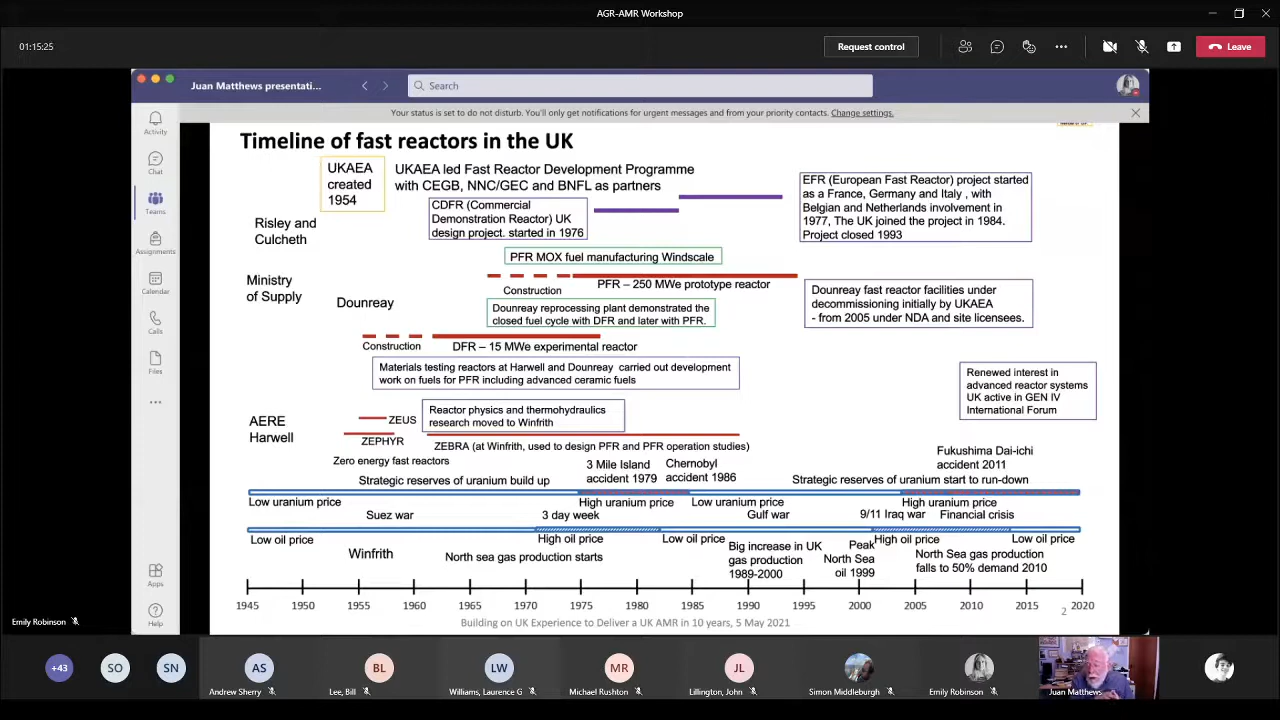 AGR-AMR Workshop
01:15:25
Request control
Leave
Juan Matthews presentati...
Search
Your status is set to do not disturb. You'll only get notifications for urgent messages and from your priority contacts. Change settings.
Activity
Chat
Teams
Assignments
Calendar
Calls
Files
Apps
Help
Timeline of fast reactors in the UK
UKAEA
created
1954
UKAEA led Fast Reactor Development Programme
with CEGB, NNC/GEC and BNFL as partners
CDFR (Commercial
Demonstration Reactor) UK
design project. started in 1976
EFR (European Fast Reactor) project started
as a France, Germany and Italy , with
Belgian and Netherlands involvement in
1977, The UK joined the project in 1984.
Project closed 1993
Risley and
Culcheth
PFR MOX fuel manufacturing Windscale
Ministry
of Supply
Construction
PFR – 250 MWe prototype reactor
Dounreay
Dounreay reprocessing plant demonstrated the
closed fuel cycle with DFR and later with PFR.
Dounreay fast reactor facilities under
decommissioning initially by UKAEA
- from 2005 under NDA and site licensees.
Construction
DFR – 15 MWe experimental reactor
Materials testing reactors at Harwell and Dounreay carried out development
work on fuels for PFR including advanced ceramic fuels
Renewed interest in
advanced reactor systems
UK active in GEN IV
International Forum
AERE
Harwell
ZEUS
ZEPHYR
Reactor physics and thermohydraulics
research moved to Winfrith
ZEBRA (at Winfrith, used to design PFR and PFR operation studies)
Zero energy fast reactors
3 Mile Island
accident 1979
Chernobyl
accident 1986
Fukushima Dai-ichi
accident 2011
Strategic reserves of uranium build up
Strategic reserves of uranium start to run-down
Low uranium price
High uranium price
Low uranium price
High uranium price
Suez war
3 day week
Gulf war
9/11 Iraq war
Financial crisis
Low oil price
High oil price
Low oil price
High oil price
Low oil price
Winfrith
North sea gas production starts
Big increase in UK
gas production
1989-2000
Peak
North Sea
oil 1999
North Sea gas production
falls to 50% demand 2010
1945 1950 1955 1960 1965 1970 1975 1980 1985 1990 1995 2000 2005 2010 2015 2020
2
Building on UK Experience to Deliver a UK AMR in 10 years, 5 May 2021
Emily Robinson
+43
SO
SN
AS
BL
LW
MR
JL
Andrew Sherry
Lee, Bill
Williams, Laurence G
Michael Rushton
Lillington, John
Simon Middleburgh
Emily Robinson
Juan Matthews